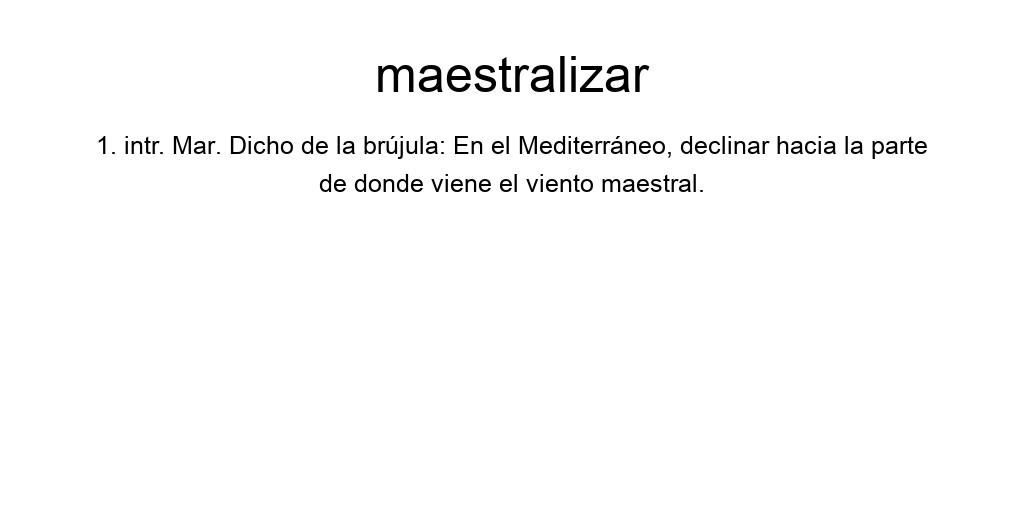 maestralizar
1. intr. Mar. Dicho de la brújula: En el Mediterráneo, declinar hacia la parte
de donde viene el viento maestral.